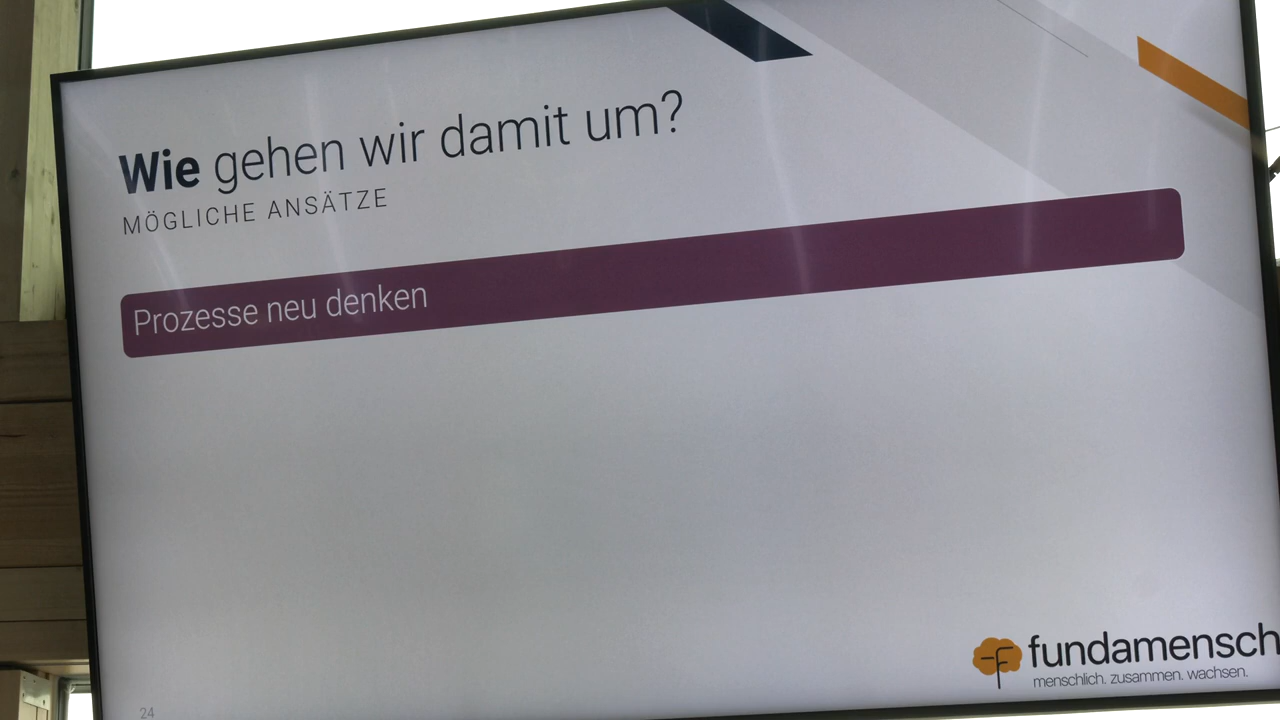 Wie gehen wir damit um?
MÖGLICHE ANSÄTZE
Prozesse neu denken
fundamensch
menschlich. zusammen. wachsen.
24